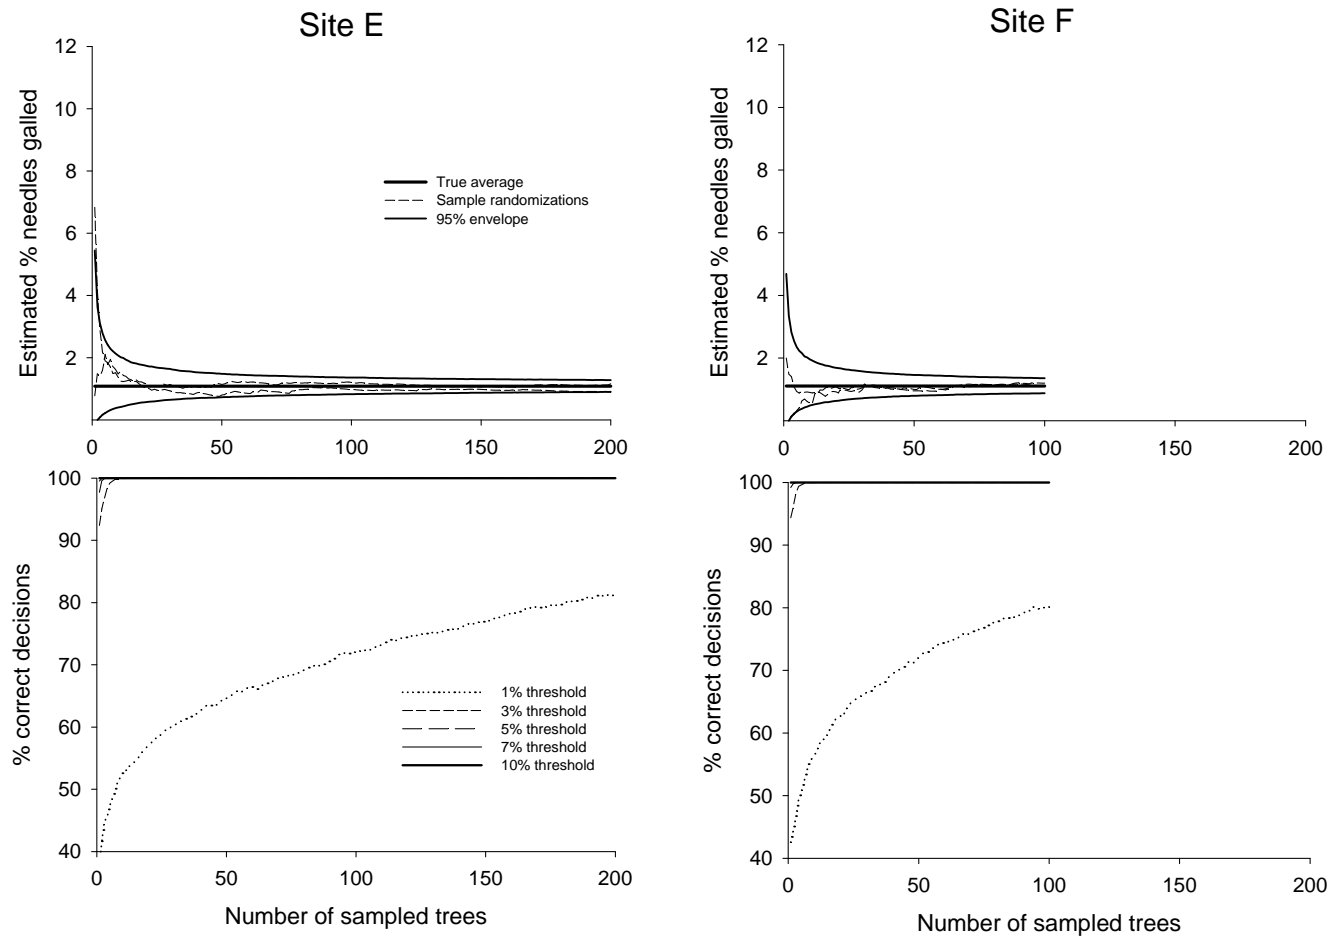 Site E
12
10
8
6
4
2
Estimated % needles galled
True average
Sample randomizations
95% envelope
0 50 100 150 200
Site F
12
10
8
6
4
2
Estimated % needles galled
0 50 100 150 200
100
90
80
70
60
50
40
% correct decisions
1% threshold
3% threshold
5% threshold
7% threshold
10% threshold
0 50 100 150 200
Number of sampled trees
100
90
80
70
60
50
40
% correct decisions
0 50 100 150 200
Number of sampled trees